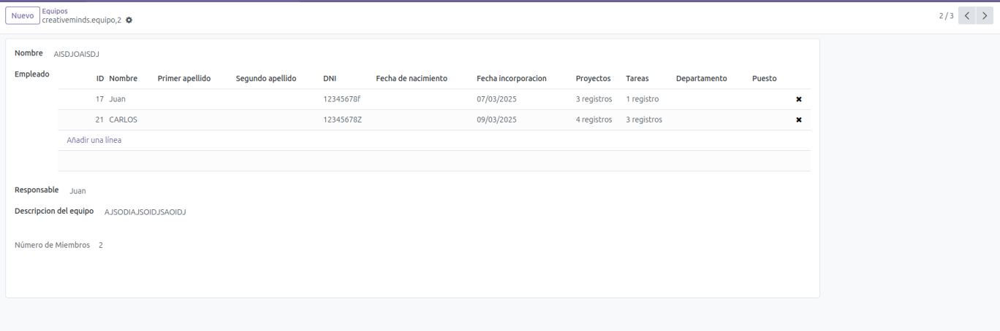 Nuevo
Equipos
creativeminds.equipo,2
2 / 3
Nombre AISDJOAISDJ
Empleado
ID Nombre Primer apellido Segundo apellido DNI Fecha de nacimiento Fecha incorporacion Proyectos Tareas Departamento Puesto
17 Juan 12345678f 07/03/2025 3 registros 1 registro
21 CARLOS 12345678Z 09/03/2025 4 registros 3 registros
Añadir una línea
Responsable Juan
Descripcion del equipo AJSODIAJSOIDJSAOIDJ
Número de Miembros 2